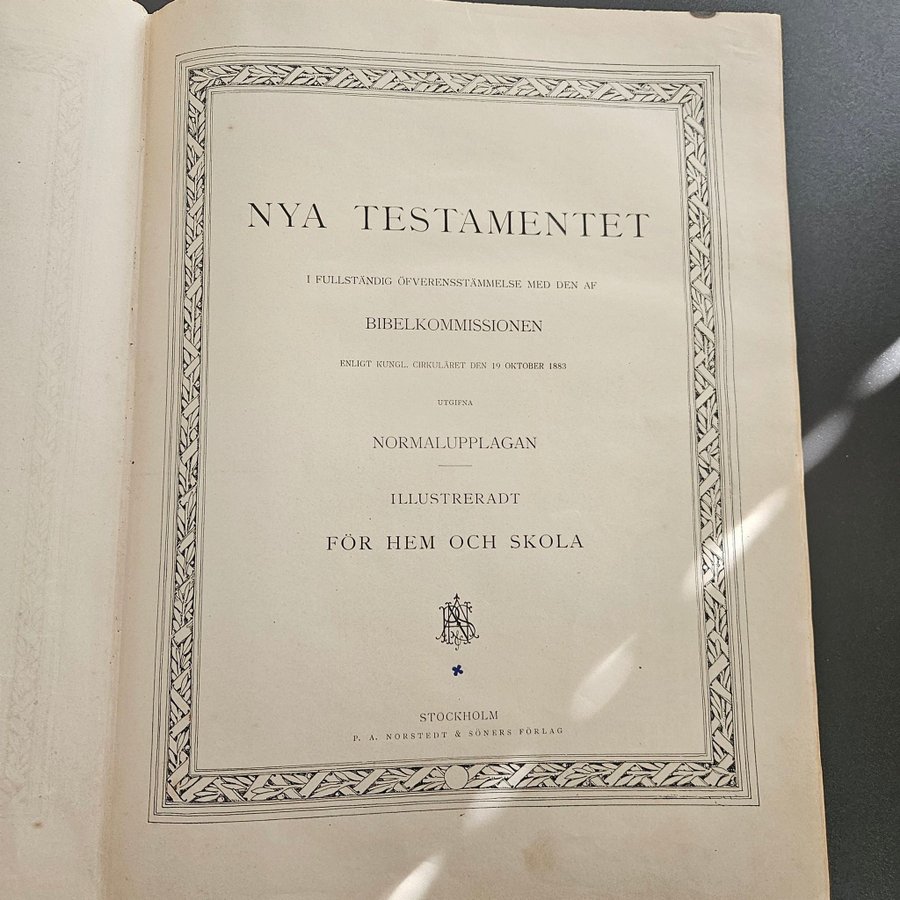 NYA TESTAMENTET
I FULLSTÄNDIG ÖFVERENSSTÄMMELSE MED DEN AF
BIBELKOMMISSIONEN
ENLIGT KUNGL. CIRKULÄRET DEN 19 OKTOBER 1883
UTGIFNA
NORMALUPPLAGAN
ILLUSTRERADT
FÖR HEM OCH SKOLA
STOCKHOLM
P. A. NORSTEDT & SÖNERS FÖRLAG